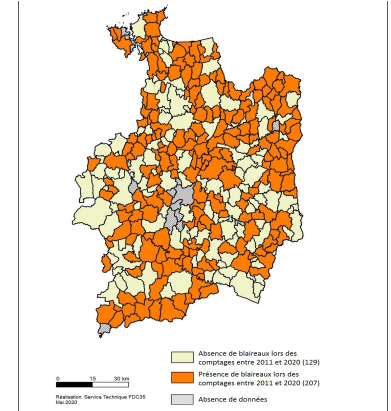 Absence de blaireaux lors des
comptages entre 2011 et 2020 (129)
Présence de blaireaux lors des
comptages entre 2011 et 2020 (207)
Absence de données
0 15 30 km
Réalisation: Service Technique FDC35
Mai 2020